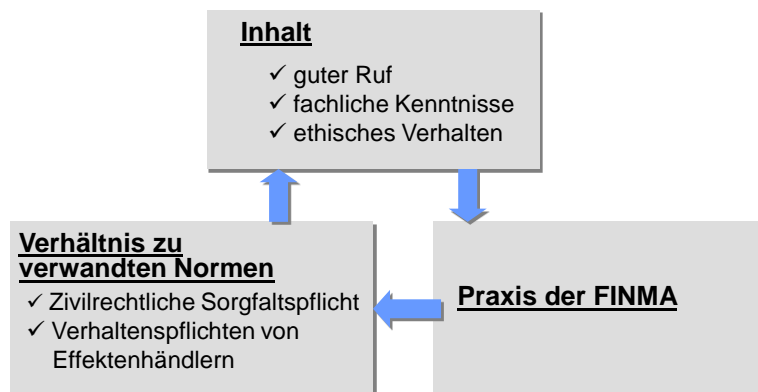 Inhalt
✓ guter Ruf
✓ fachliche Kenntnisse
✓ ethisches Verhalten
Verhältnis zu
verwandten Normen
✓ Zivilrechtliche Sorgfaltspflicht
✓ Verhaltenspflichten von
Effektenhändlern
Praxis der FINMA